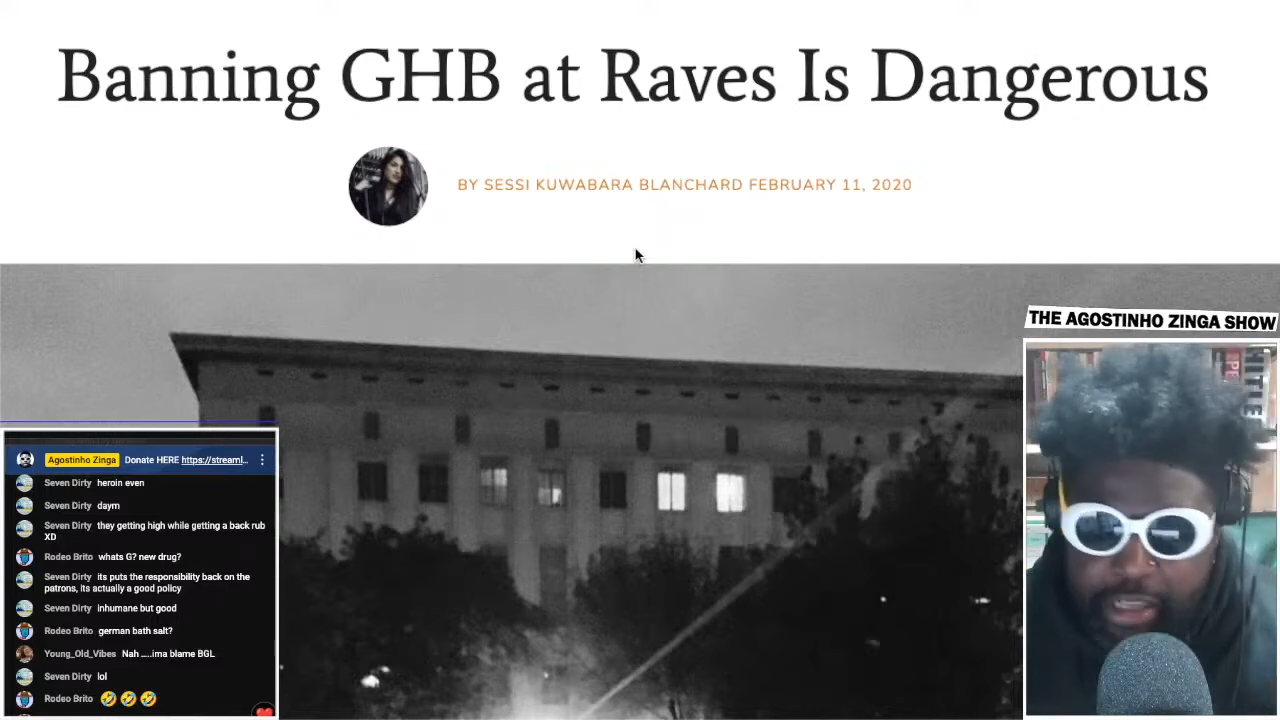 Banning GHB at Raves Is Dangerous
BY SESSI KUWABARA BLANCHARD FEBRUARY 11, 2020
THE AGOSTINHO ZINGA SHOW
Agostinho Zinga Donate HERE https://streaml...
Seven Dirty heroin even
Seven Dirty daym
Seven Dirty they getting high while getting a back rub
XD
Rodeo Brito whats G? new drug?
Seven Dirty its puts the responsibility back on the
patrons, its actually a good policy
Seven Dirty inhumane but good
Rodeo Brito german bath salt?
Young_Old_Vibes Nah .....ima blame BGL
Seven Dirty lol
Rodeo Brito 🤣 🤣 🤣